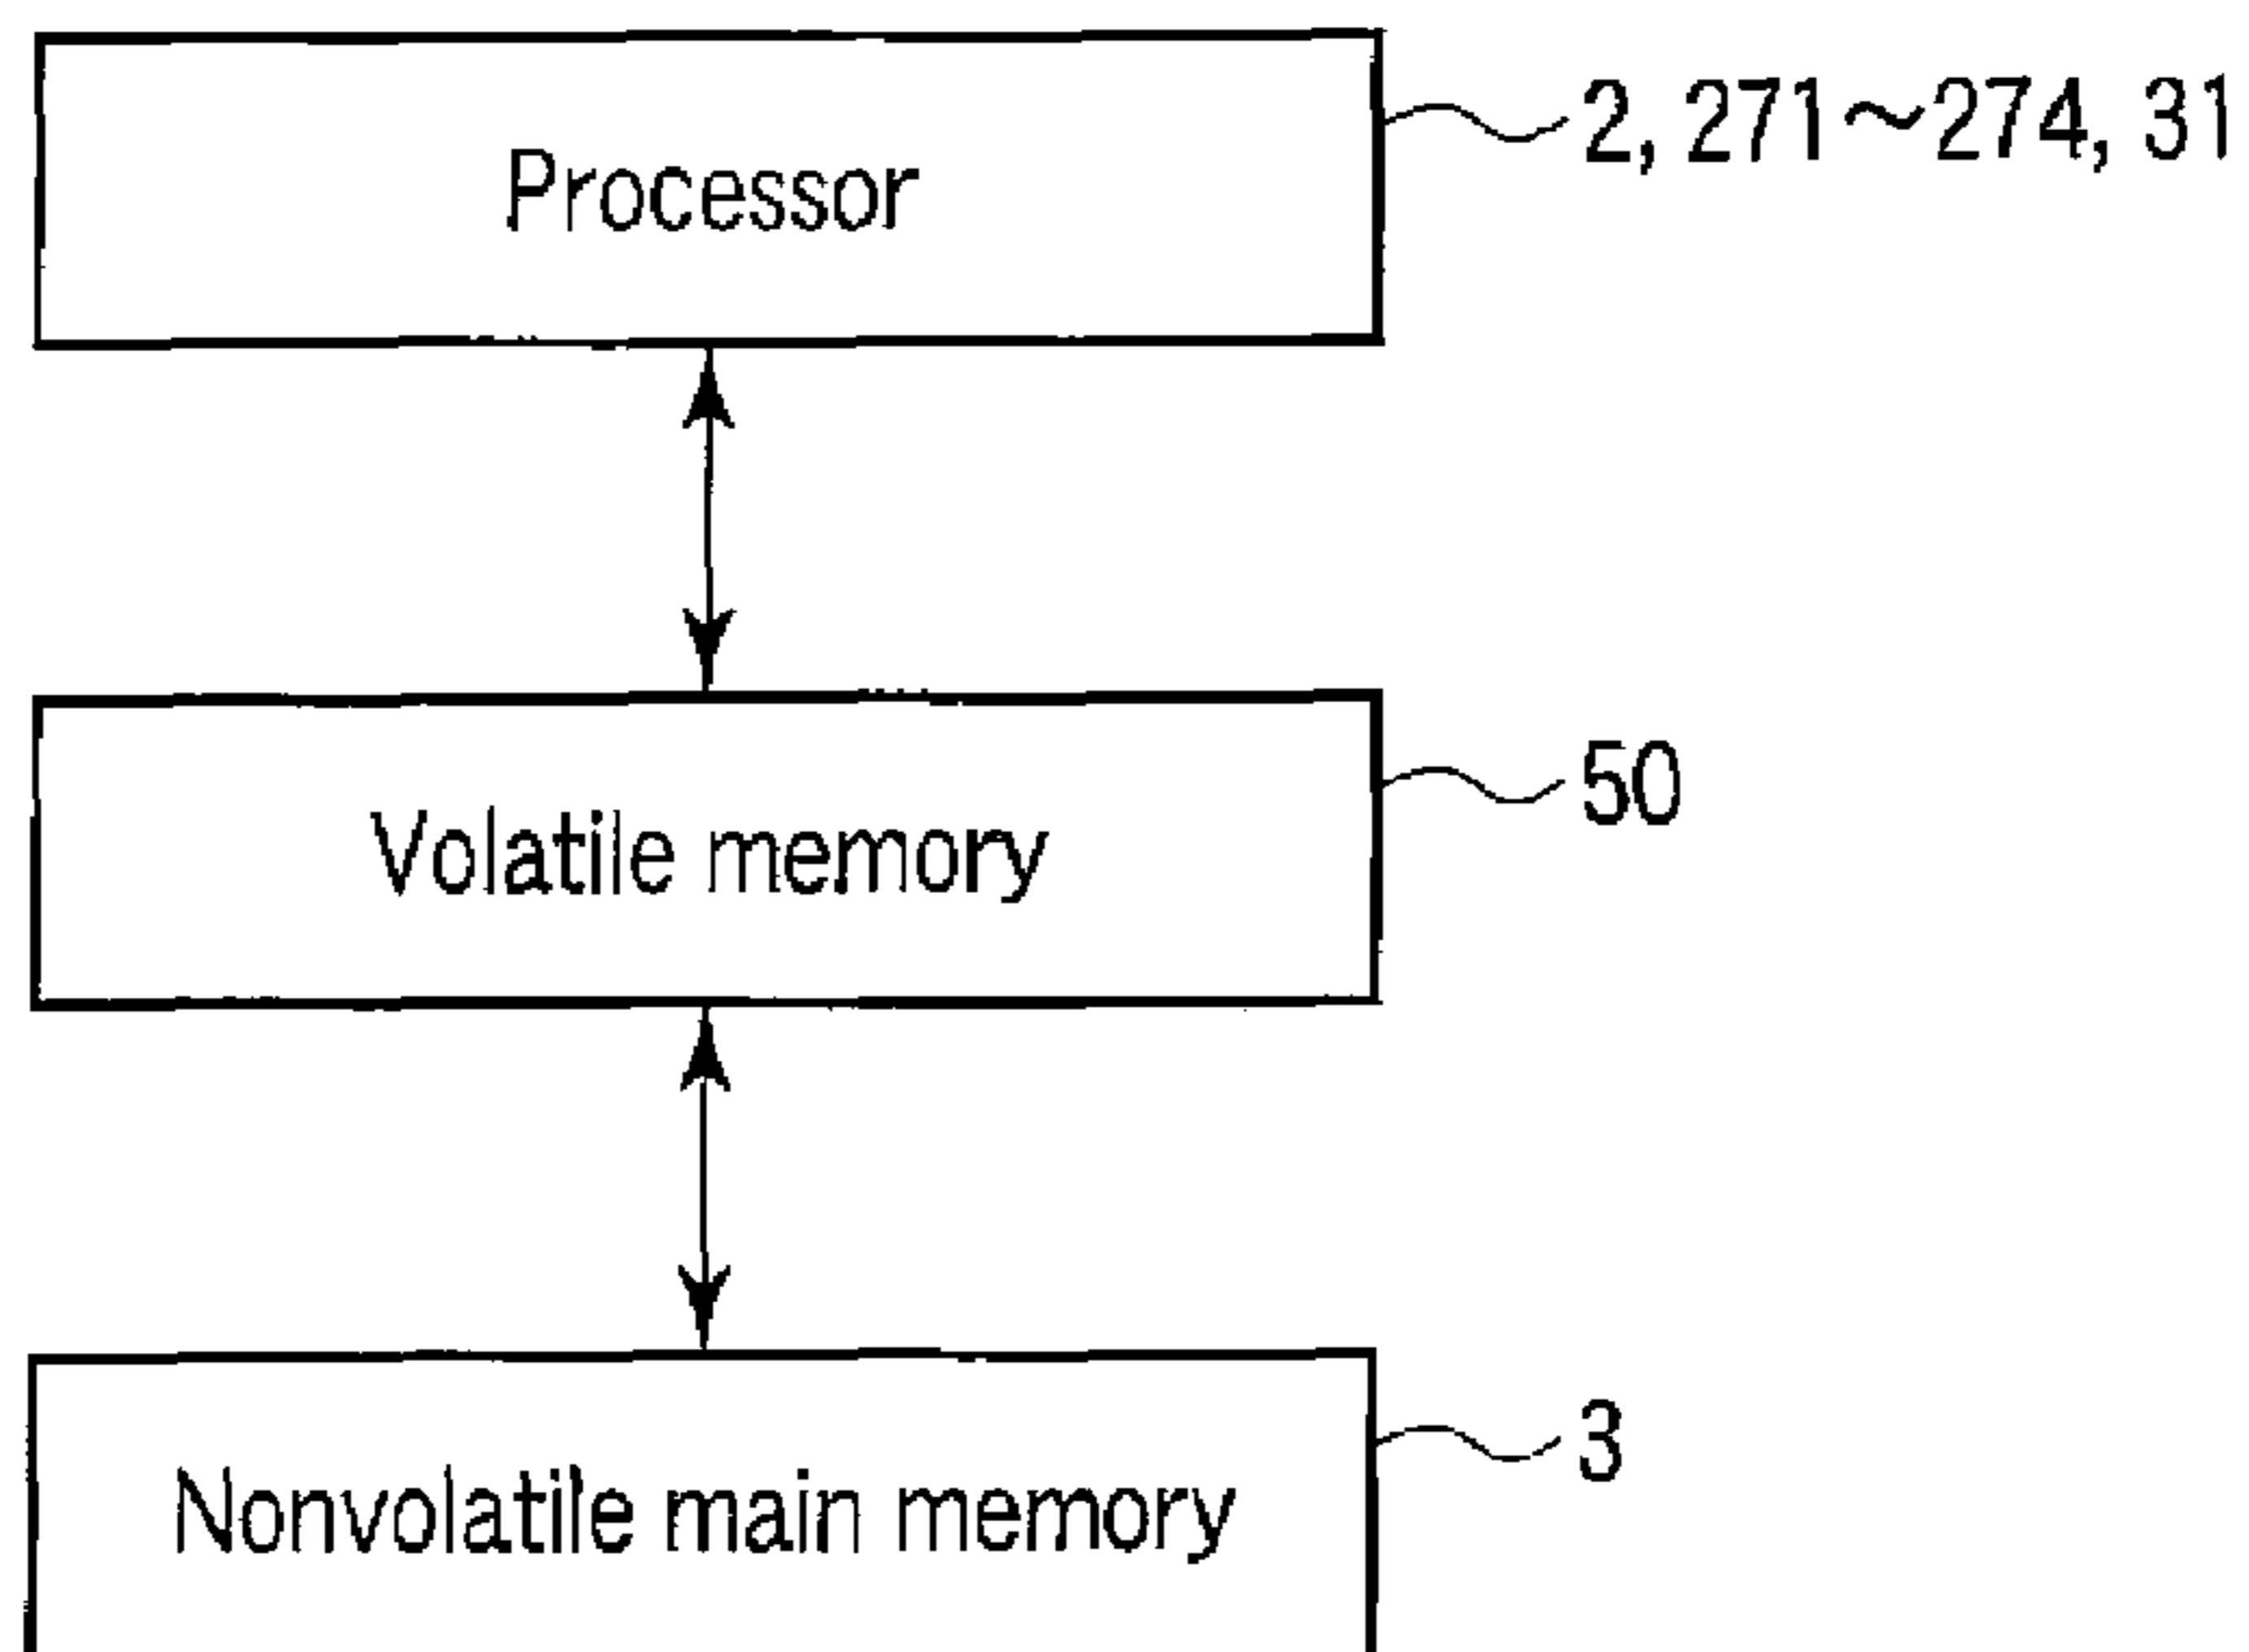 Processor
2, 271~274, 31
Volatile memory
50
Nonvolatile main memory
3